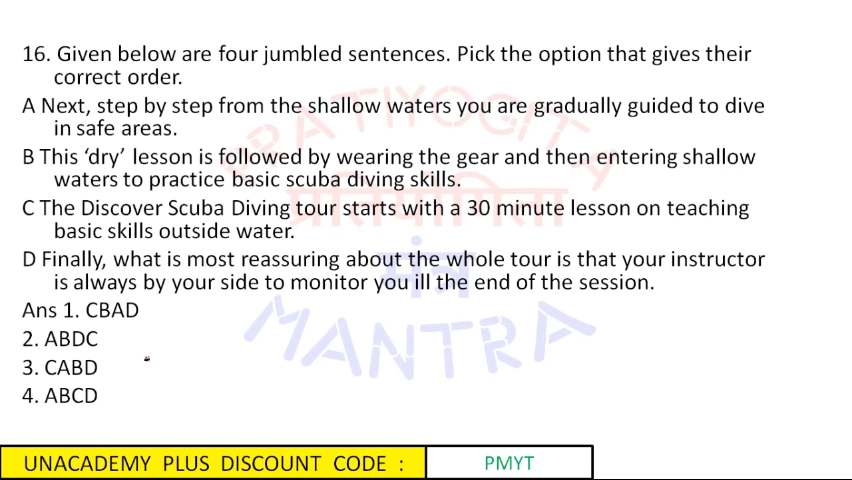 16. Given below are four jumbled sentences. Pick the option that gives their
correct order.
A Next, step by step from the shallow waters you are gradually guided to dive
in safe areas.
B This ‘dry’ lesson is followed by wearing the gear and then entering shallow
waters to practice basic scuba diving skills.
C The Discover Scuba Diving tour starts with a 30 minute lesson on teaching
basic skills outside water.
D Finally, what is most reassuring about the whole tour is that your instructor
is always by your side to monitor you ill the end of the session.
Ans 1. CBAD
2. ABDC
3. CABD
4. ABCD
PRATIYOGITA
प्रतियोगिता
मंत्र
MANTRA
UNACADEMY PLUS DISCOUNT CODE :
PMYT